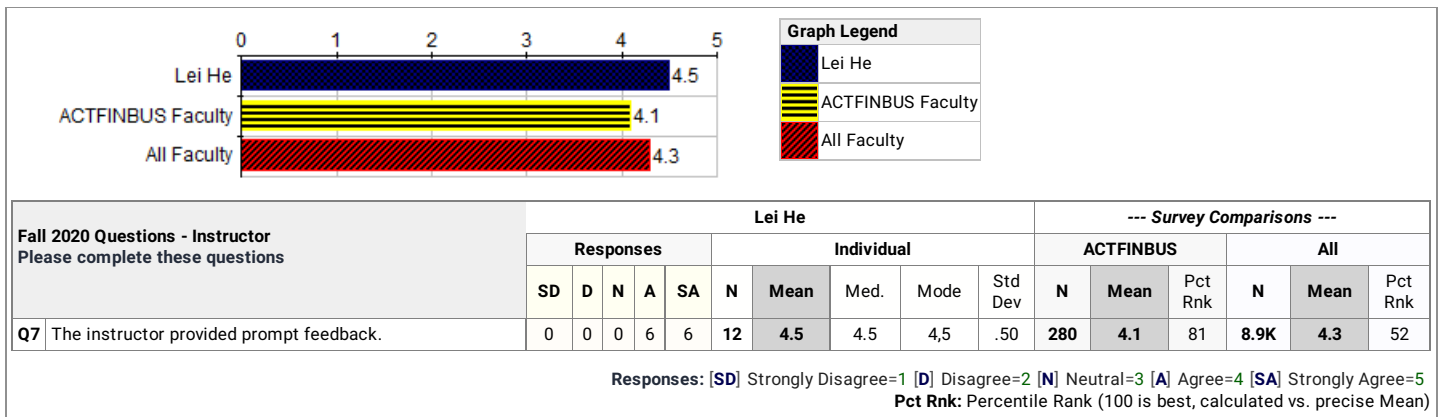 0 1 2 3 4 5
Lei He 4.5
ACTFINBUS Faculty 4.1
All Faculty 4.3
Graph Legend
Lei He
ACTFINBUS Faculty
All Faculty
Fall 2020 Questions - Instructor
Please complete these questions
Lei He --- Survey Comparisons ---
Responses Individual ACTFINBUS All
SD D N A SA N Mean Med. Mode Std Dev N Mean Pct Rnk N Mean Pct Rnk
Q7 The instructor provided prompt feedback. 0 0 0 6 6 12 4.5 4.5 4,5 .50 280 4.1 81 8.9K 4.3 52
Responses: [SD] Strongly Disagree=1 [D] Disagree=2 [N] Neutral=3 [A] Agree=4 [SA] Strongly Agree=5
Pct Rnk: Percentile Rank (100 is best, calculated vs. precise Mean)